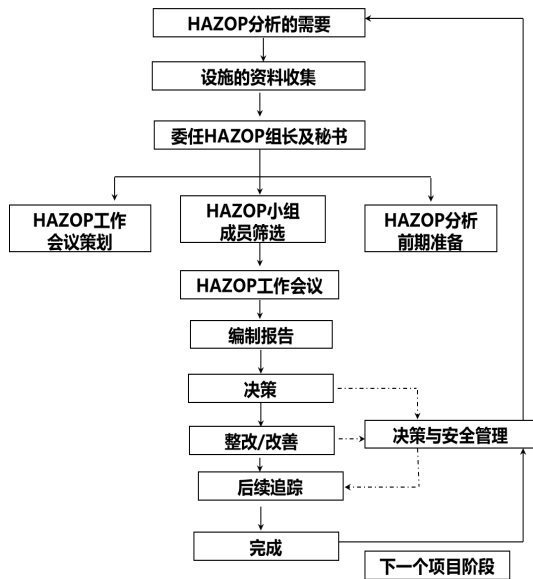 HAZOP分析的需要
设施的资料收集
委任HAZOP组长及秘书
HAZOP工作
会议策划
HAZOP小组
成员筛选
HAZOP分析
前期准备
HAZOP工作会议
编制报告
决策
整改/改善
决策与安全管理
后续追踪
完成
下一个项目阶段